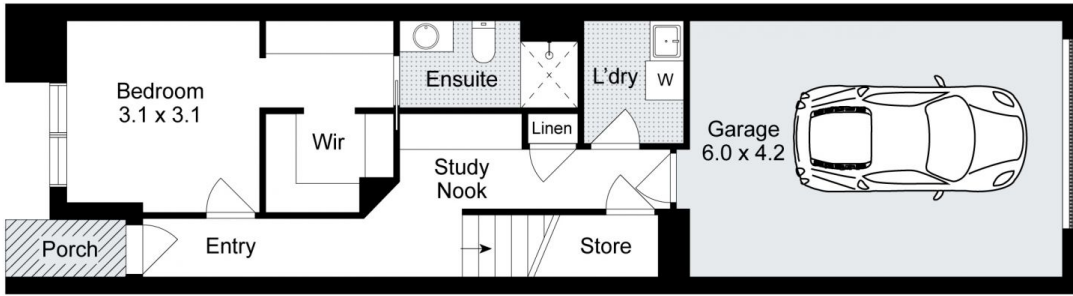 Bedroom
3.1 x 3.1
Wir
Ensuite
L'dry
W
Linen
Study
Nook
Garage
6.0 x 4.2
Porch
Entry
Store